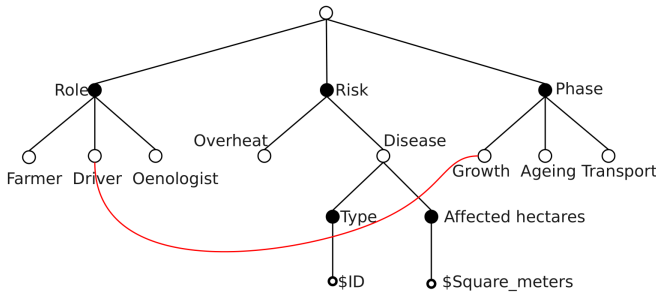 Role
Risk
Phase
Overheat
Disease
Farmer
Driver
Oenologist
Growth
Ageing
Transport
Type
Affected hectares
$ID
$Square_meters